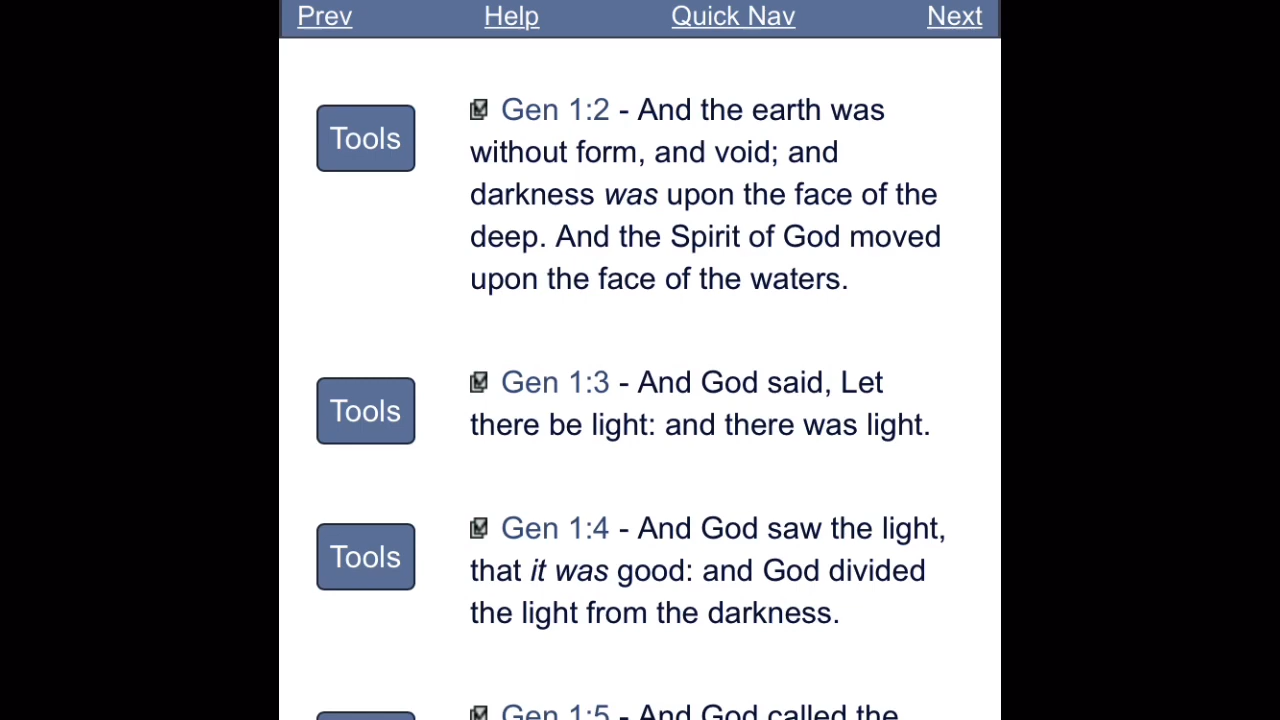 Prev Help Quick Nav Next
Tools
Gen 1:2 - And the earth was
without form, and void; and
darkness was upon the face of the
deep. And the Spirit of God moved
upon the face of the waters.
Tools
Gen 1:3 - And God said, Let
there be light: and there was light.
Tools
Gen 1:4 - And God saw the light,
that it was good: and God divided
the light from the darkness.
Gen 1:5 - And God called the